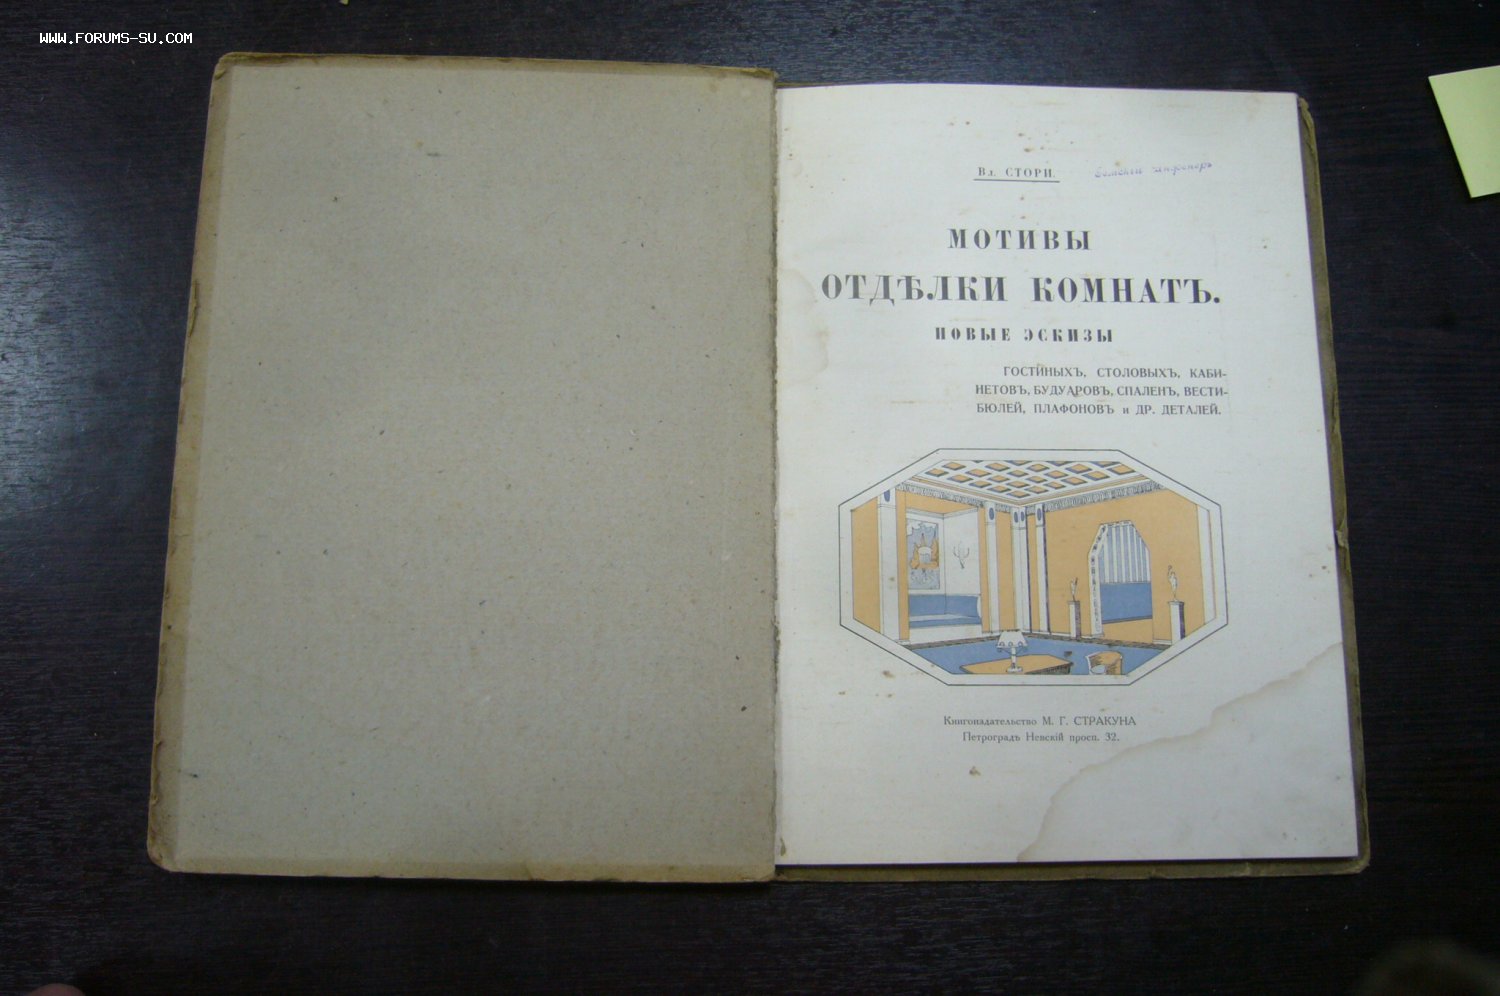 WWW.FORUMS-SU.COM
Вл. СТОРИ.
МОТИВЫ
ОТДѢЛКИ КОМНАТЪ.
НОВЫЕ ЭСКИЗЫ
ГОСТИНЫХЪ, СТОЛОВЫХЪ, КАБИ-
НЕТОВЪ, БУДУАРОВЪ, СПАЛЕНЪ, ВЕСТИ-
БЮЛЕЙ, ПЛАФОНОВЪ и ДР. ДЕТАЛЕЙ.
Книгоиздательство М. Г. СТРАКУНА
Петроградъ Невскій просп. 32.